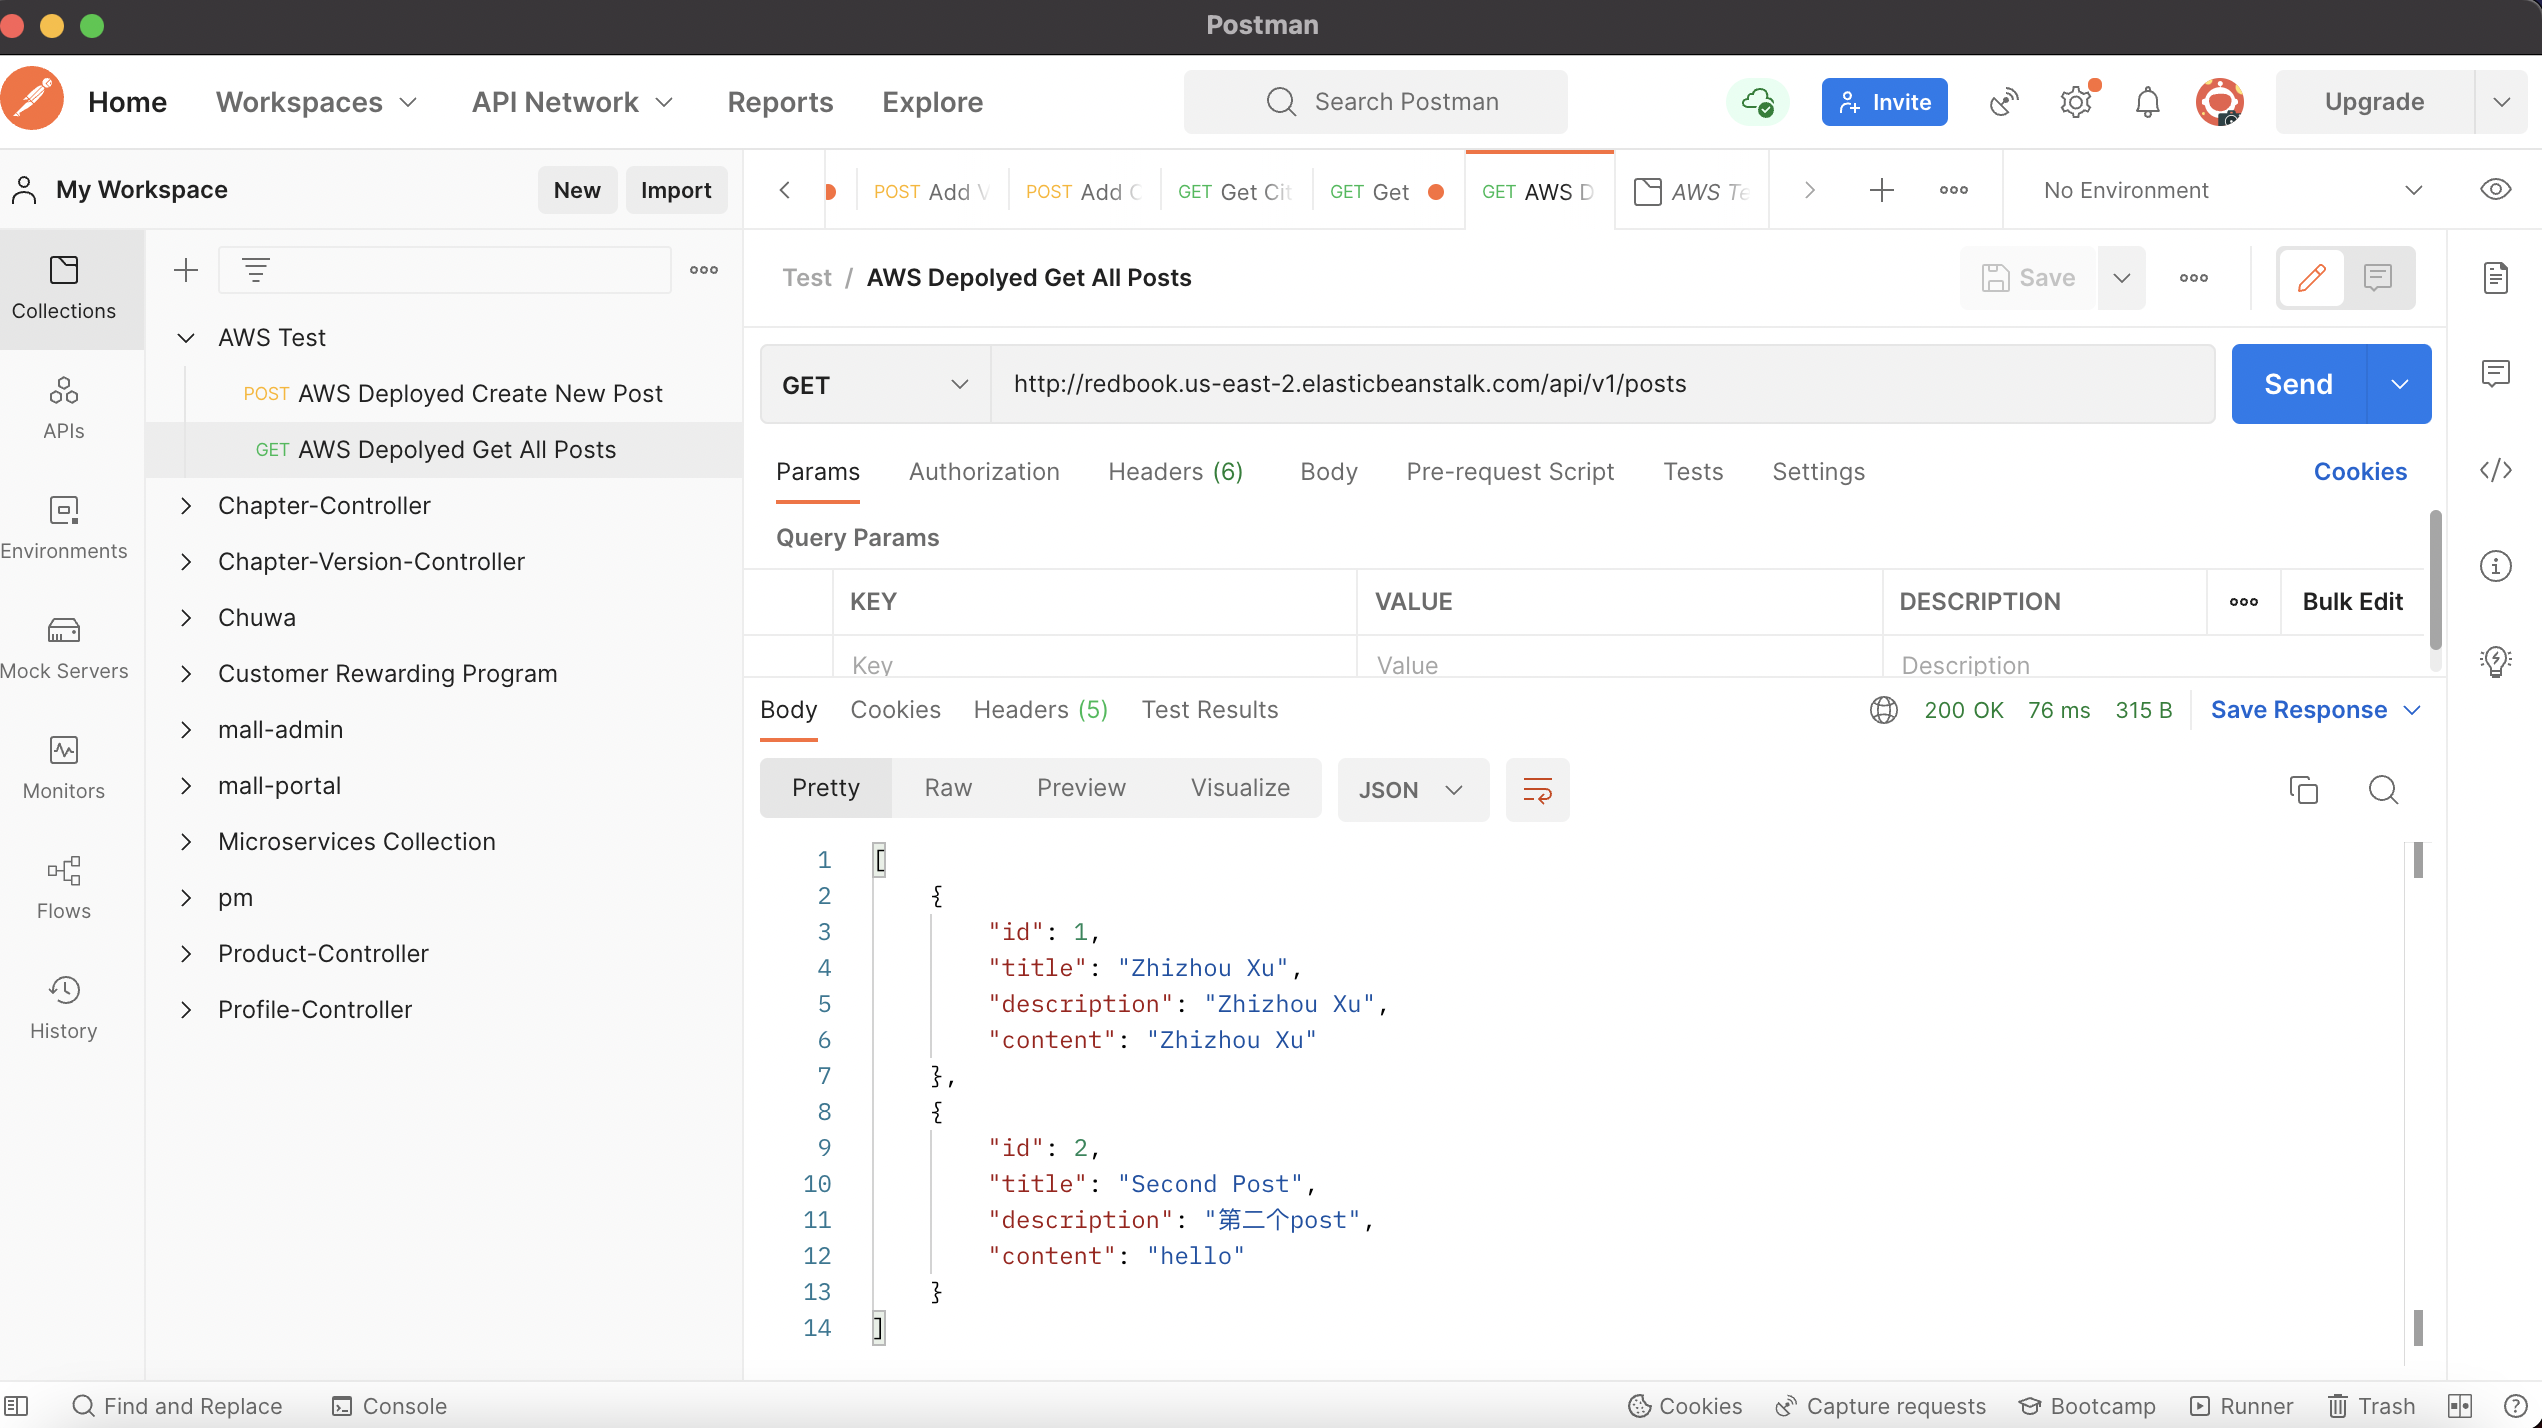 Postman
Home Workspaces API Network Reports Explore Search Postman Invite Upgrade
My Workspace New Import
POST Add POST Add GET Get Cit GET Get GET AWS D AWS Te No Environment
Collections
APIs
Environments
Mock Servers
Monitors
Flows
History
AWS Test
POST AWS Deployed Create New Post
GET AWS Depolyed Get All Posts
Chapter-Controller
Chapter-Version-Controller
Chuwa
Customer Rewarding Program
mall-admin
mall-portal
Microservices Collection
pm
Product-Controller
Profile-Controller
Test / AWS Depolyed Get All Posts Save
GET http://redbook.us-east-2.elasticbeanstalk.com/api/v1/posts Send
Params Authorization Headers (6) Body Pre-request Script Tests Settings Cookies
Query Params
KEY VALUE DESCRIPTION Bulk Edit
Key Value Description
Body Cookies Headers (5) Test Results 200 OK 76 ms 315 B Save Response
Pretty Raw Preview Visualize JSON
1 [
2 {
3 "id": 1,
4 "title": "Zhizhou Xu",
5 "description": "Zhizhou Xu",
6 "content": "Zhizhou Xu"
7 },
8 {
9 "id": 2,
10 "title": "Second Post",
11 "description": "第二个post",
12 "content": "hello"
13 }
14 ]
Find and Replace Console Cookies Capture requests Bootcamp Runner Trash